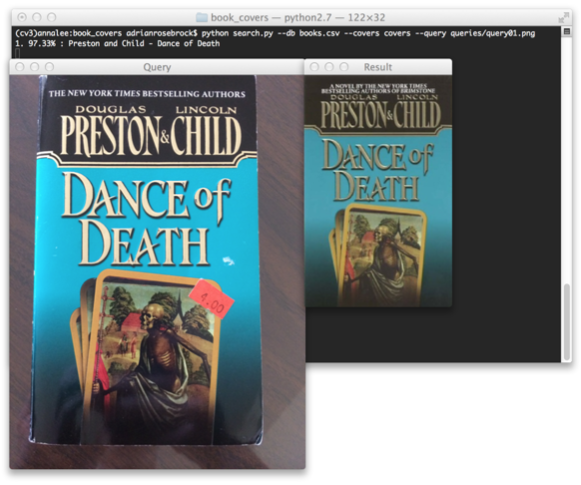 book_covers — python2.7 — 122×32
(cv3)annalee:book_covers adrianrosebrock$ python search.py --db books.csv --covers covers --query queries/query01.png
1. 97.33% : Preston and Child - Dance of Death
Query
THE NEW YORK TIMES BESTSELLING AUTHORS
DOUGLAS LINCOLN
PRESTON & CHILD
DANCE of
DEATH
4.00
Result
A NOVEL BY THE NEW YORK TIMES
BESTSELLING AUTHORS OF BRIMSTONE
DOUGLAS LINCOLN
PRESTON & CHILD
DANCE of
DEATH